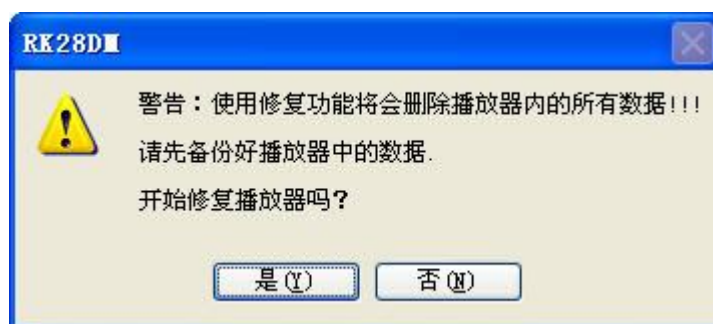 RK28DM
警告：使用修复功能将会删除播放器内的所有数据!!!
请先备份好播放器中的数据.
开始修复播放器吗?
是(Y) 否(N)